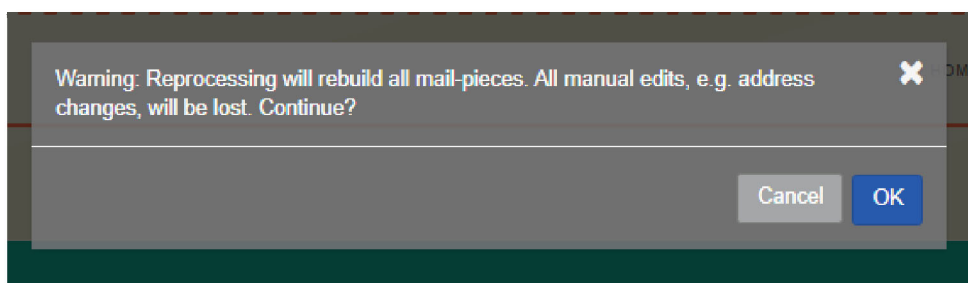 Warning: Reprocessing will rebuild all mail-pieces. All manual edits, e.g. address
changes, will be lost. Continue?
Cancel
OK